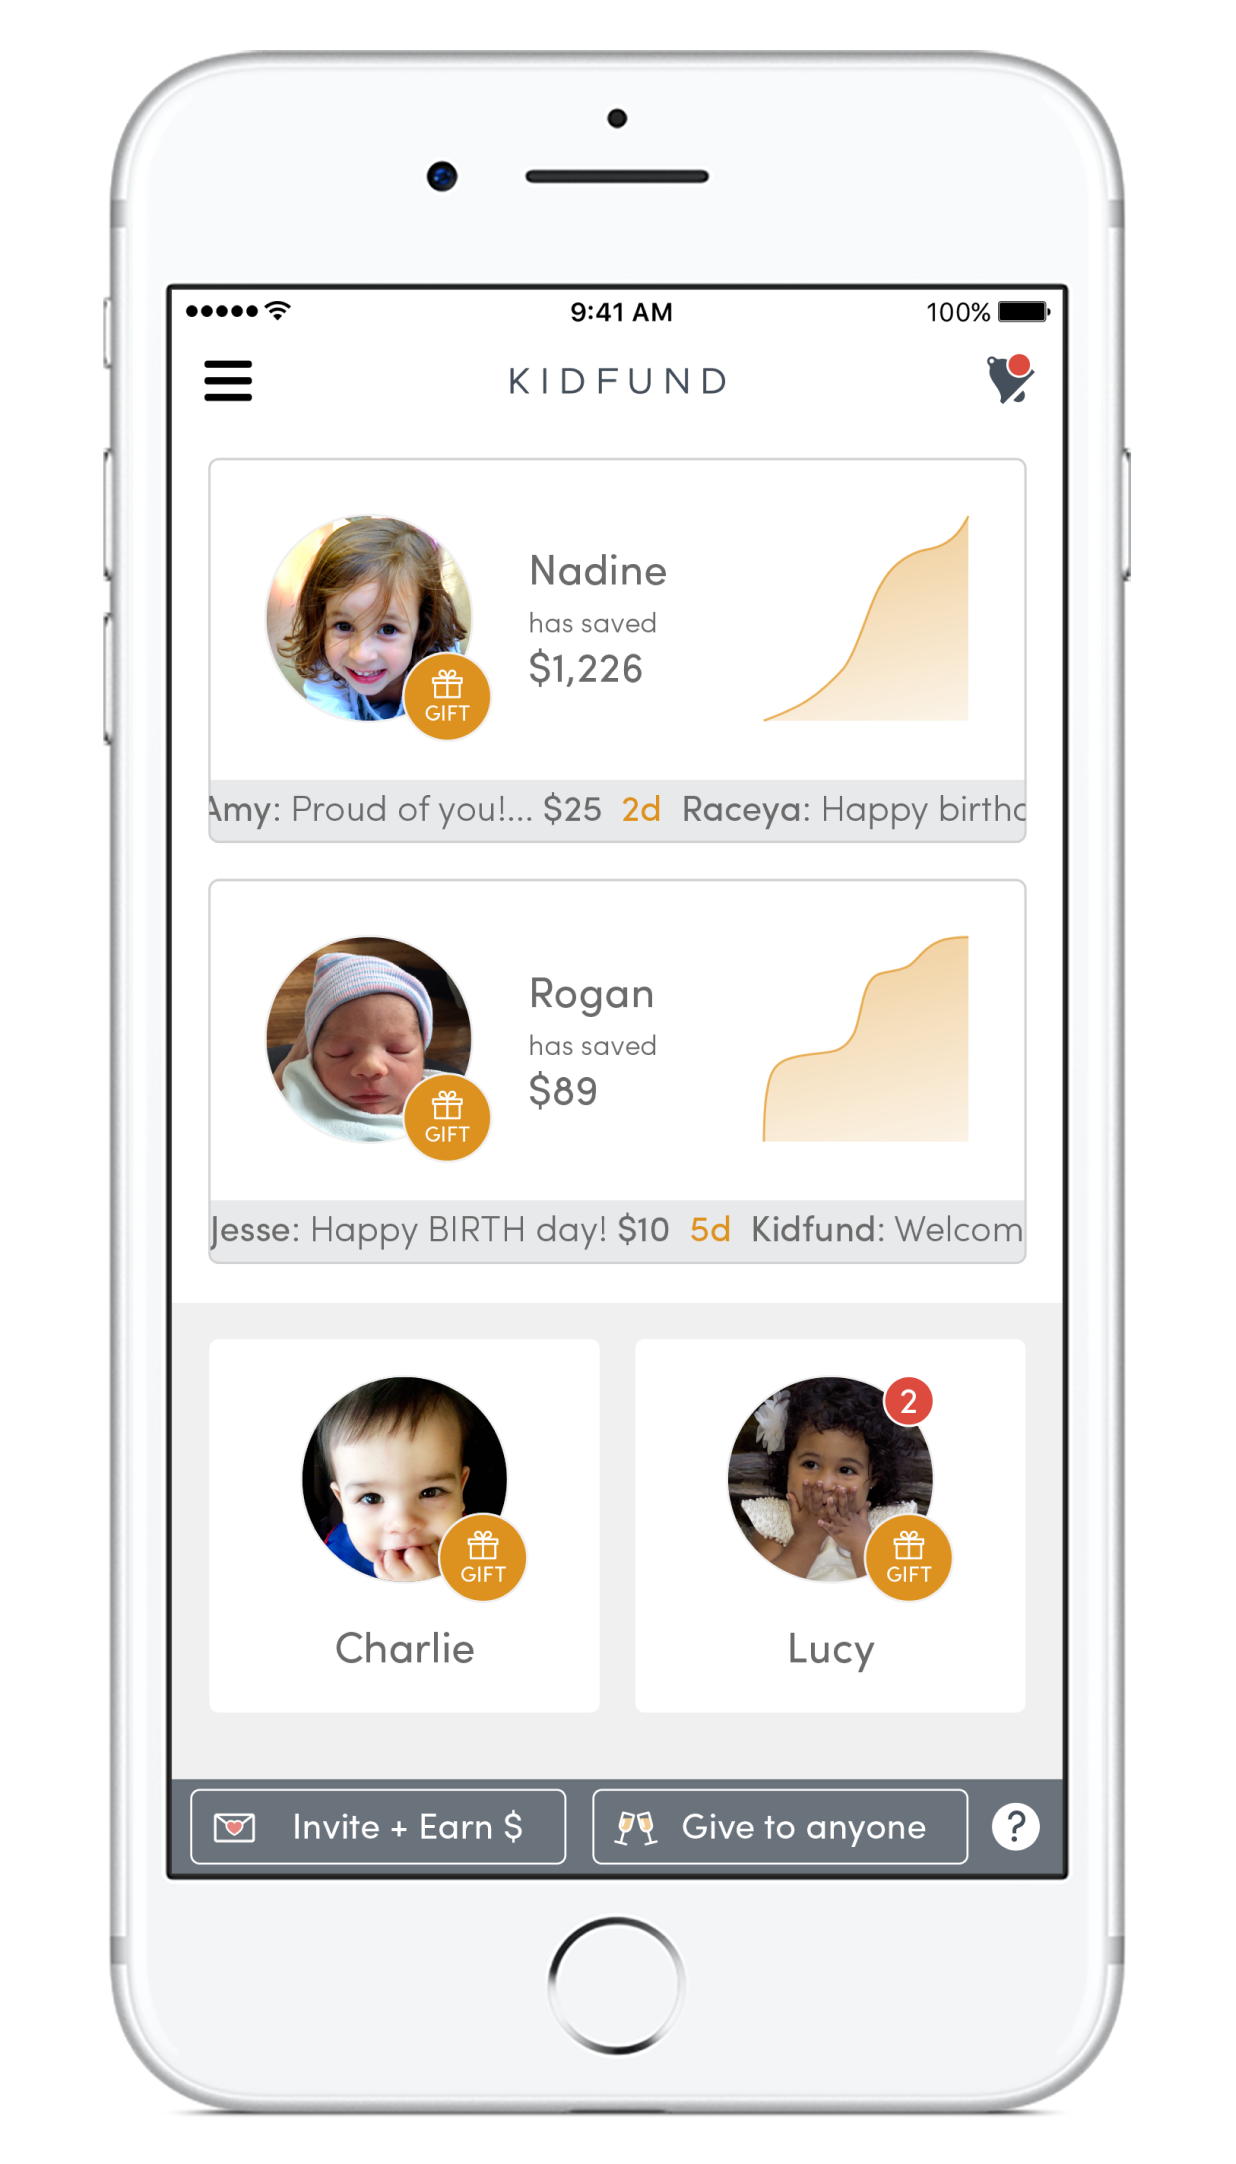 9:41 AM
100%
KIDFUND
Nadine
has saved
$1,226
GIFT
Amy: Proud of you!... $25 2d Raceya: Happy birthd
Rogan
has saved
$89
GIFT
Jesse: Happy BIRTH day! $10 5d Kidfund: Welcom
2
GIFT
GIFT
Charlie
Lucy
Invite + Earn $
Give to anyone
?